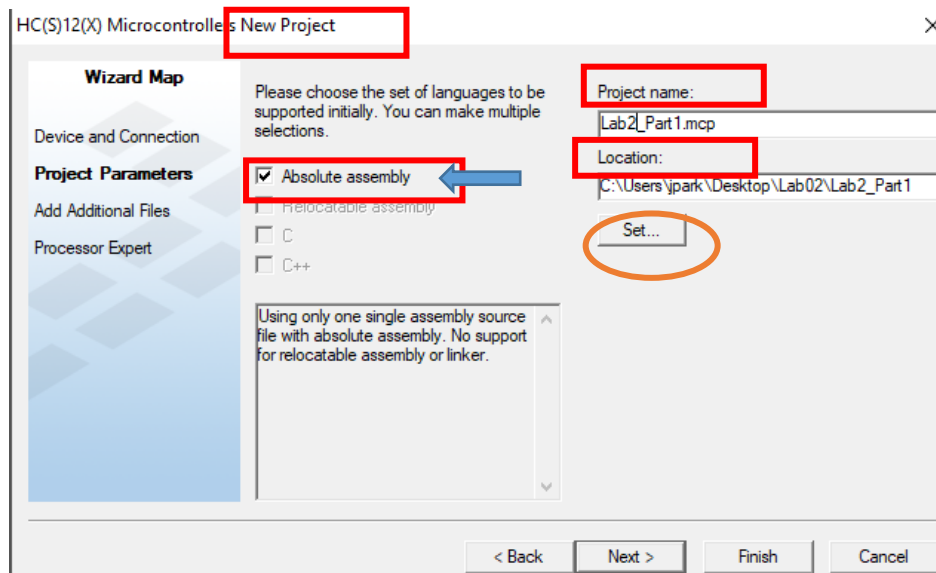 HC(S)12(X) Microcontrollers New Project
Wizard Map
Device and Connection
Project Parameters
Add Additional Files
Processor Expert
Please choose the set of languages to be
supported initially. You can make multiple
selections.
Absolute assembly
Relocatable assembly
C
C++
Using only one single assembly source
file with absolute assembly. No support
for relocatable assembly or linker.
Project name:
Lab2_Part1.mcp
Location:
C:\Users\jpark\Desktop\Lab02\Lab2_Part1
Set...
< Back
Next >
Finish
Cancel